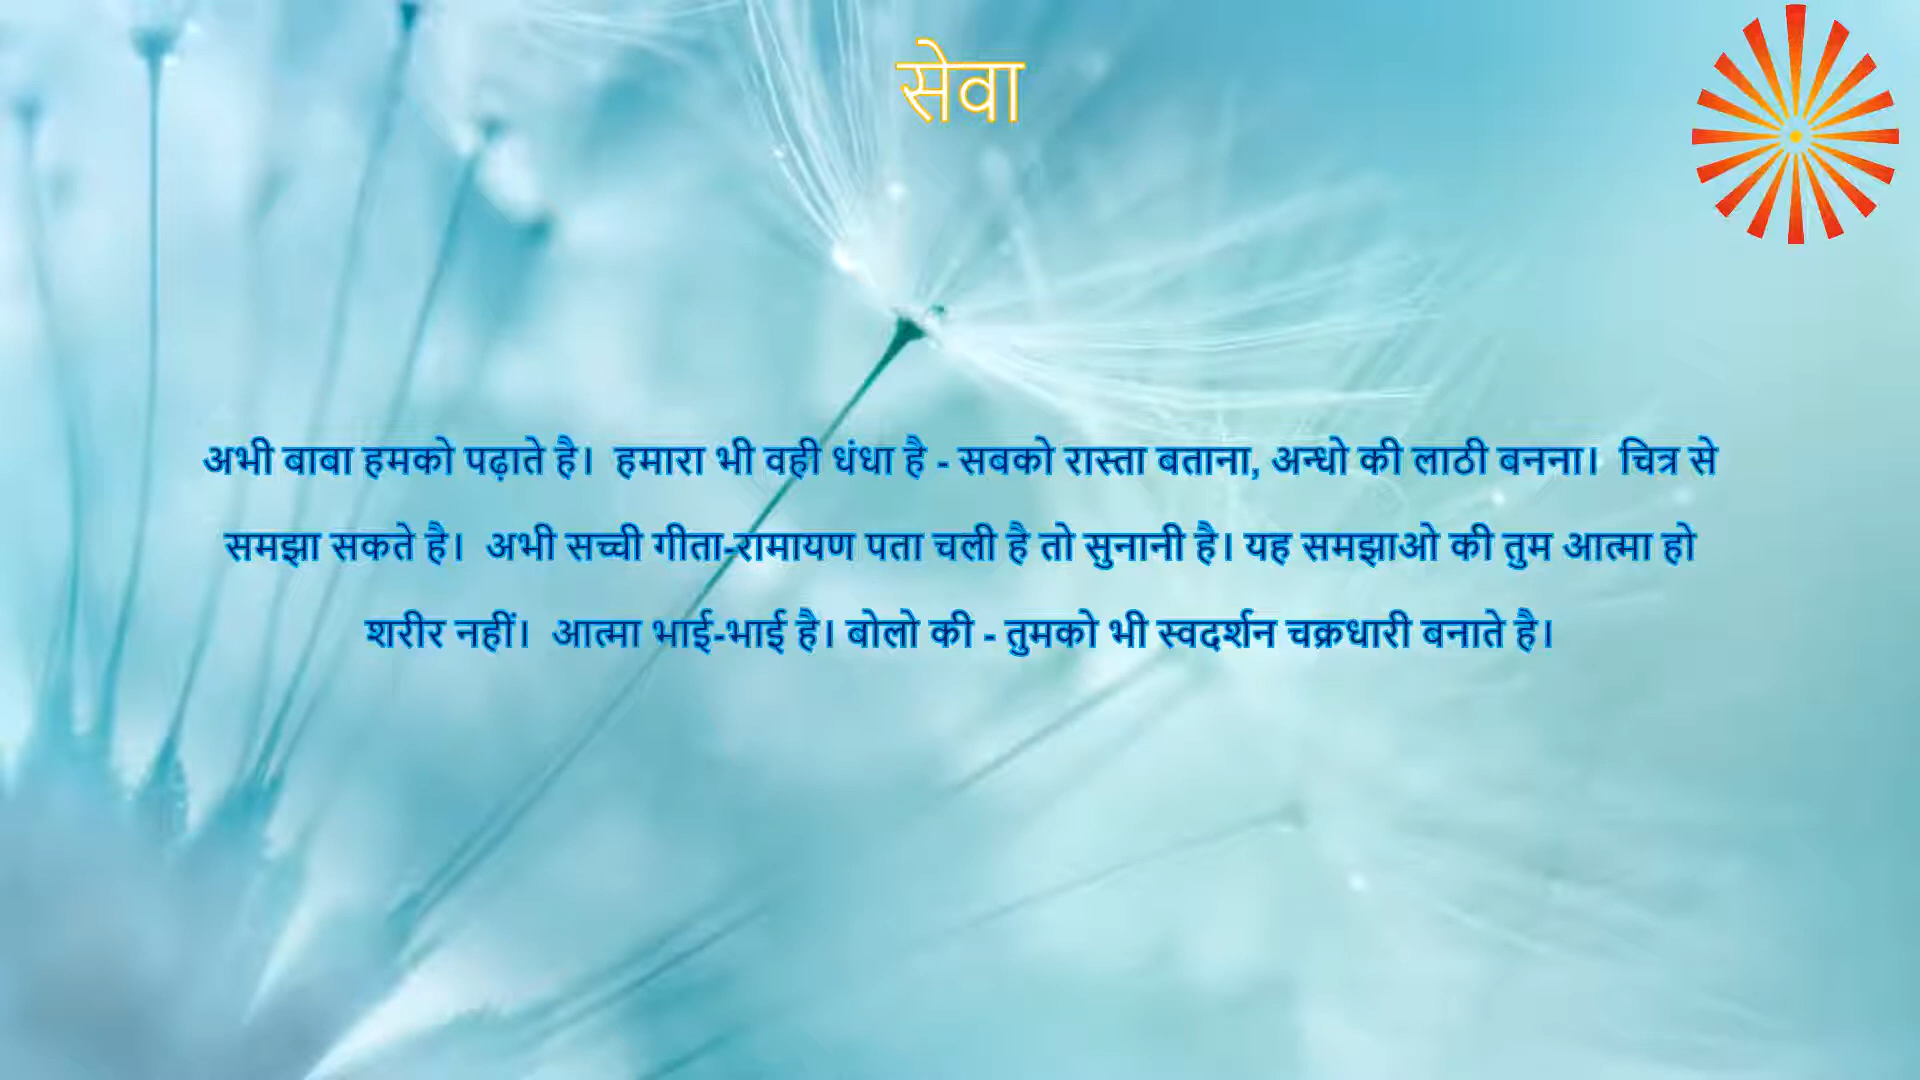 सेवा
अभी बाबा हमको पढ़ाते है।  हमारा भी वही धंधा है - सबको रास्ता बताना, अन्धो की लाठी बनना।  चित्र से
समझा सकते है।  अभी सच्ची गीता-रामायण पता चली है तो सुनानी है। यह समझाओ की तुम आत्मा हो
शरीर नहीं।  आत्मा भाई-भाई है। बोलो की - तुमको भी स्वदर्शन चक्रधारी बनाते है।